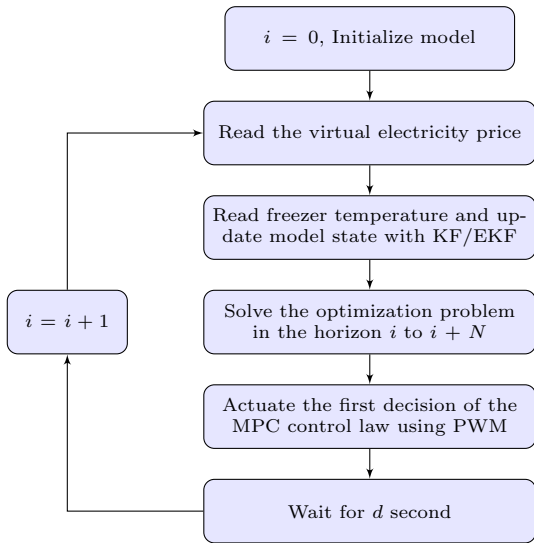 i = 0, Initialize model
Read the virtual electricity price
Read freezer temperature and up-
date model state with KF/EKF
Solve the optimization problem
in the horizon i to i + N
i = i + 1
Actuate the first decision of the
MPC control law using PWM
Wait for d second